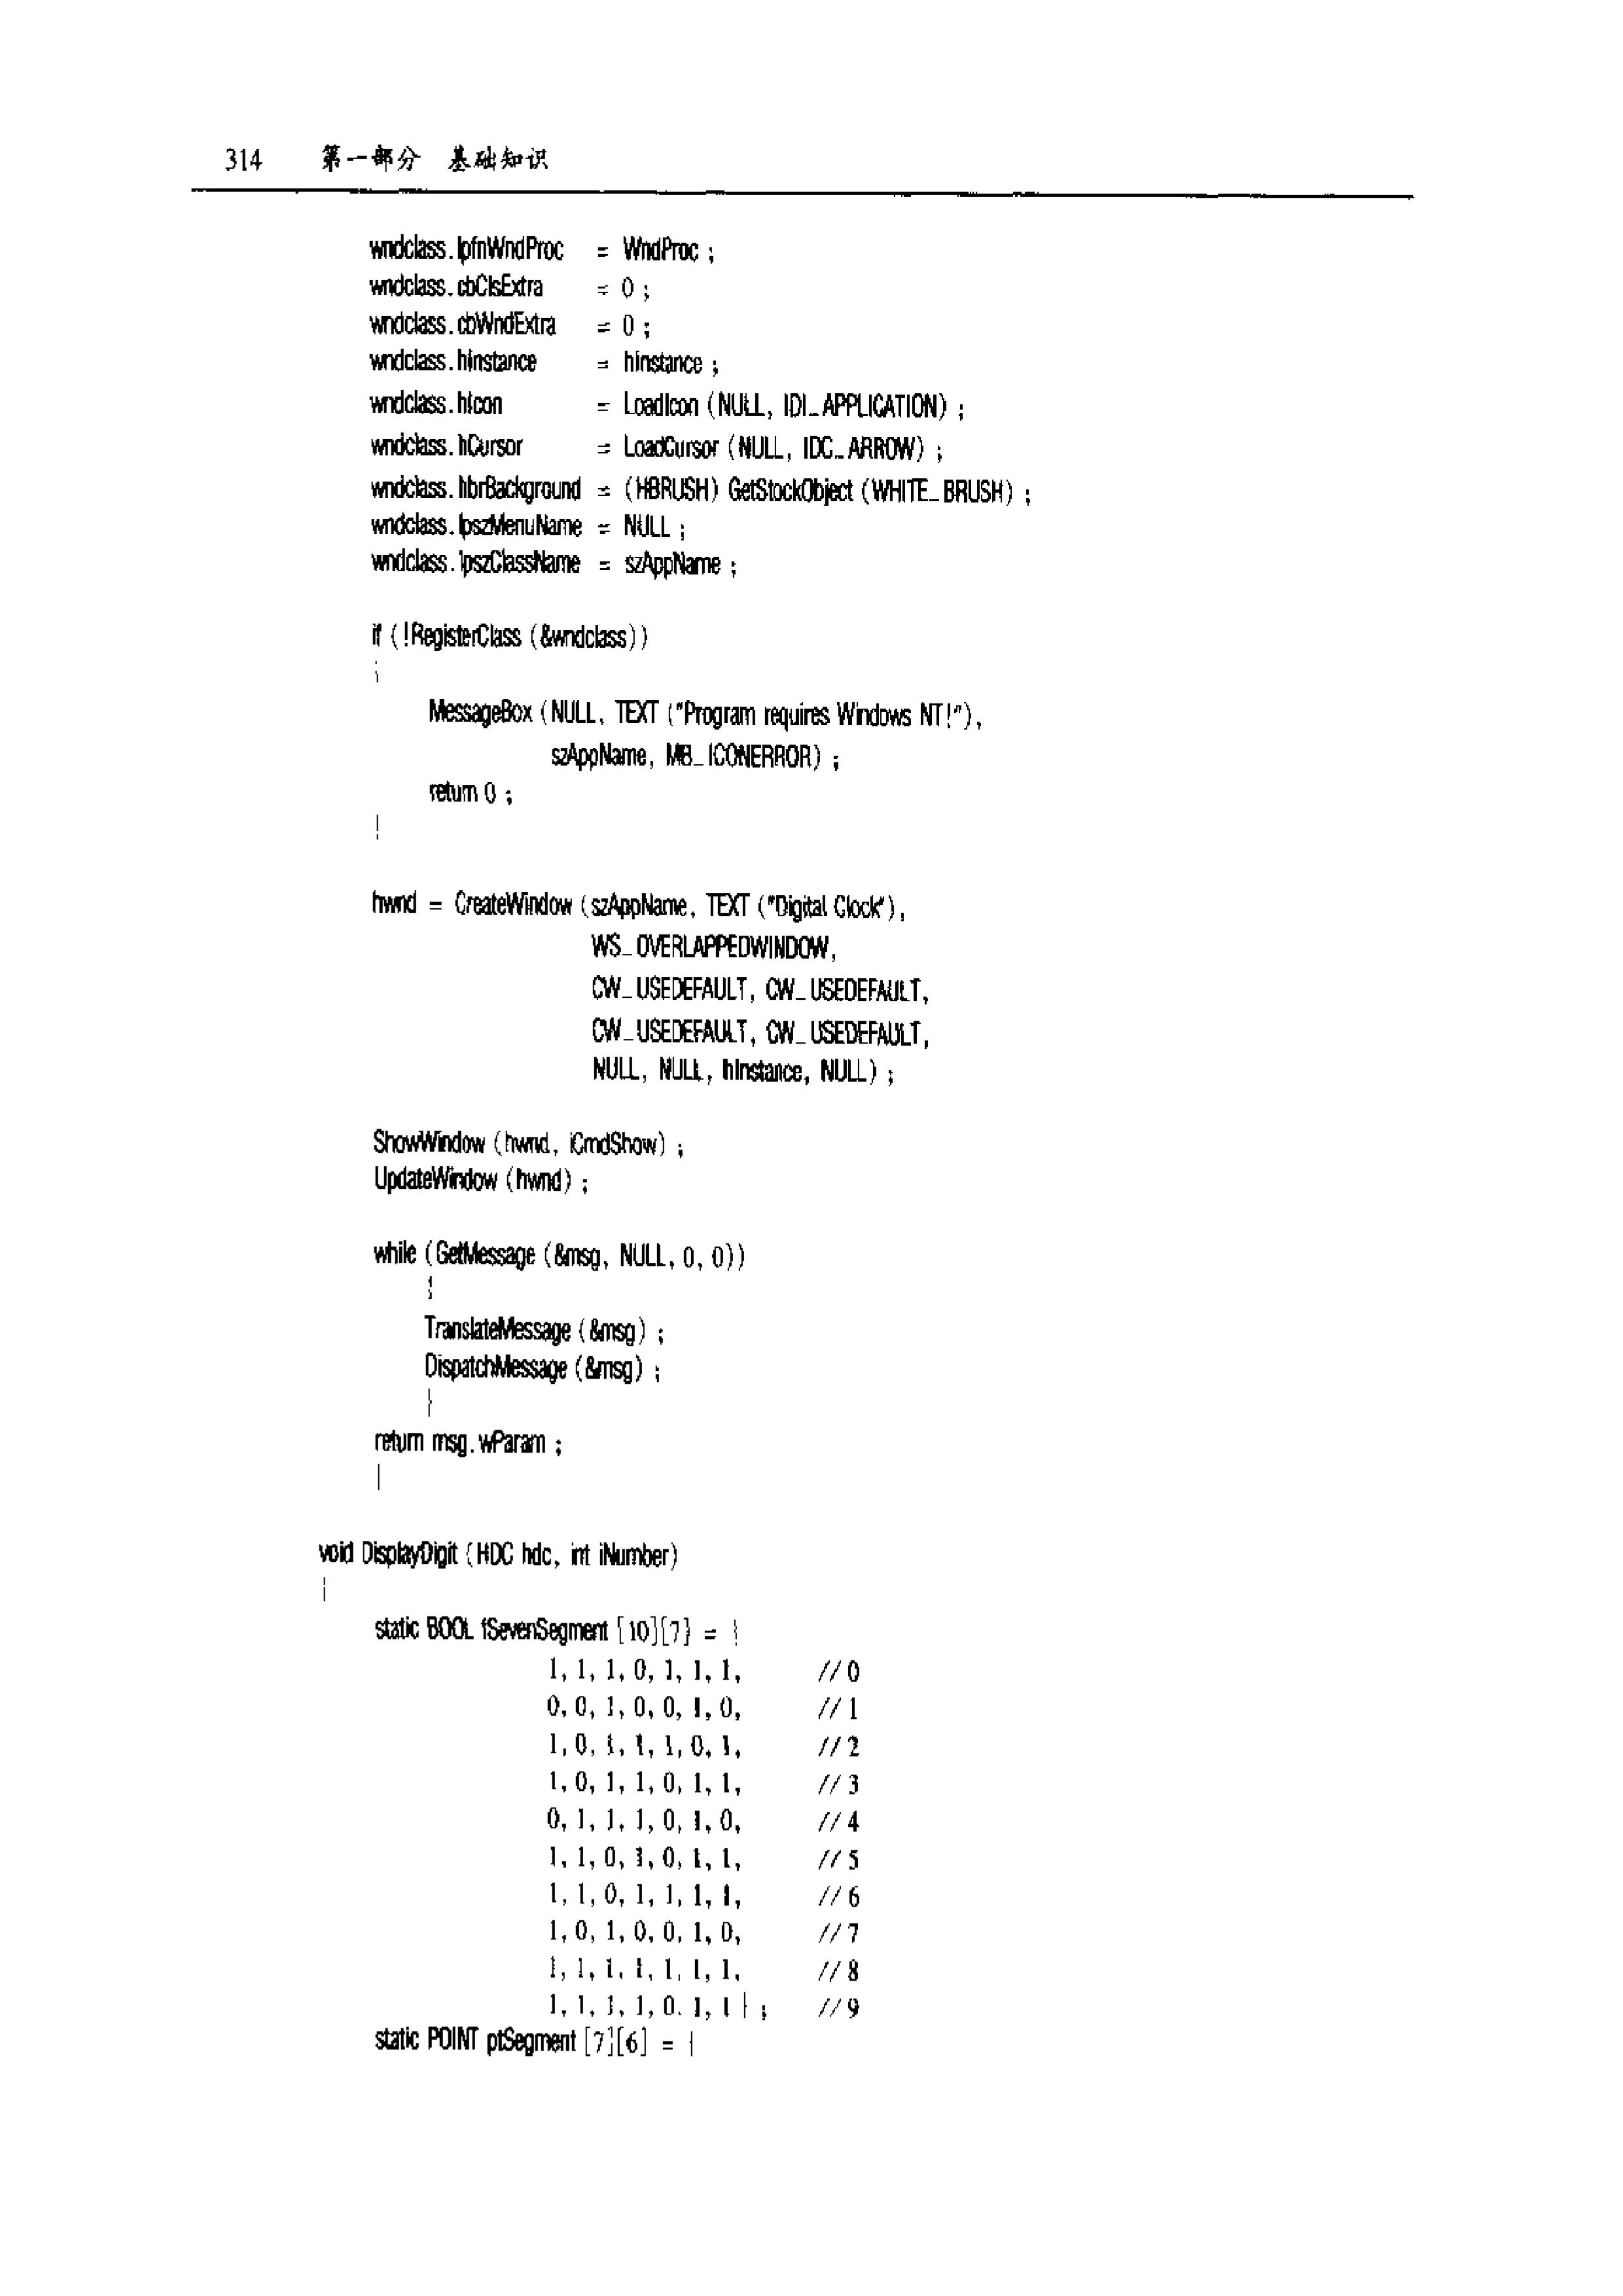 314 第一部分 基础知识
wndclass.lpfnWndProc = WndProc ;
wndclass.cbClsExtra = 0 ;
wndclass.cbWndExtra = 0 ;
wndclass.hInstance = hInstance ;
wndclass.hIcon = LoadIcon (NULL, IDI_APPLICATION) ;
wndclass.hCursor = LoadCursor (NULL, IDC_ARROW) ;
wndclass.hbrBackground = (HBRUSH) GetStockObject (WHITE_BRUSH) ;
wndclass.lpszMenuName = NULL ;
wndclass.lpszClassName = szAppName ;
if (!RegisterClass (&wndclass))
{
MessageBox (NULL, TEXT ("Program requires Windows NT!"),
szAppName, MB_ICONERROR) ;
return 0 ;
}
hwnd = CreateWindow (szAppName, TEXT ("Digital Clock"),
WS_OVERLAPPEDWINDOW,
CW_USEDEFAULT, CW_USEDEFAULT,
CW_USEDEFAULT, CW_USEDEFAULT,
NULL, NULL, hInstance, NULL) ;
ShowWindow (hwnd, iCmdShow) ;
UpdateWindow (hwnd) ;
while (GetMessage (&msg, NULL, 0, 0))
{
TranslateMessage (&msg) ;
DispatchMessage (&msg) ;
}
return msg.wParam ;
}
void DisplayDigit (HDC hdc, int iNumber)
{
static BOOL fSevenSegment [10][7] = {
1, 1, 1, 0, 1, 1, 1, //0
0, 0, 1, 0, 0, 1, 0, //1
1, 0, 1, 1, 1, 0, 1, //2
1, 0, 1, 1, 0, 1, 1, //3
0, 1, 1, 1, 0, 1, 0, //4
1, 1, 0, 1, 0, 1, 1, //5
1, 1, 0, 1, 1, 1, 1, //6
1, 0, 1, 0, 0, 1, 0, //7
1, 1, 1, 1, 1, 1, 1, //8
1, 1, 1, 1, 0, 1, 1 } ; //9
static POINT ptSegment [7][6] = {